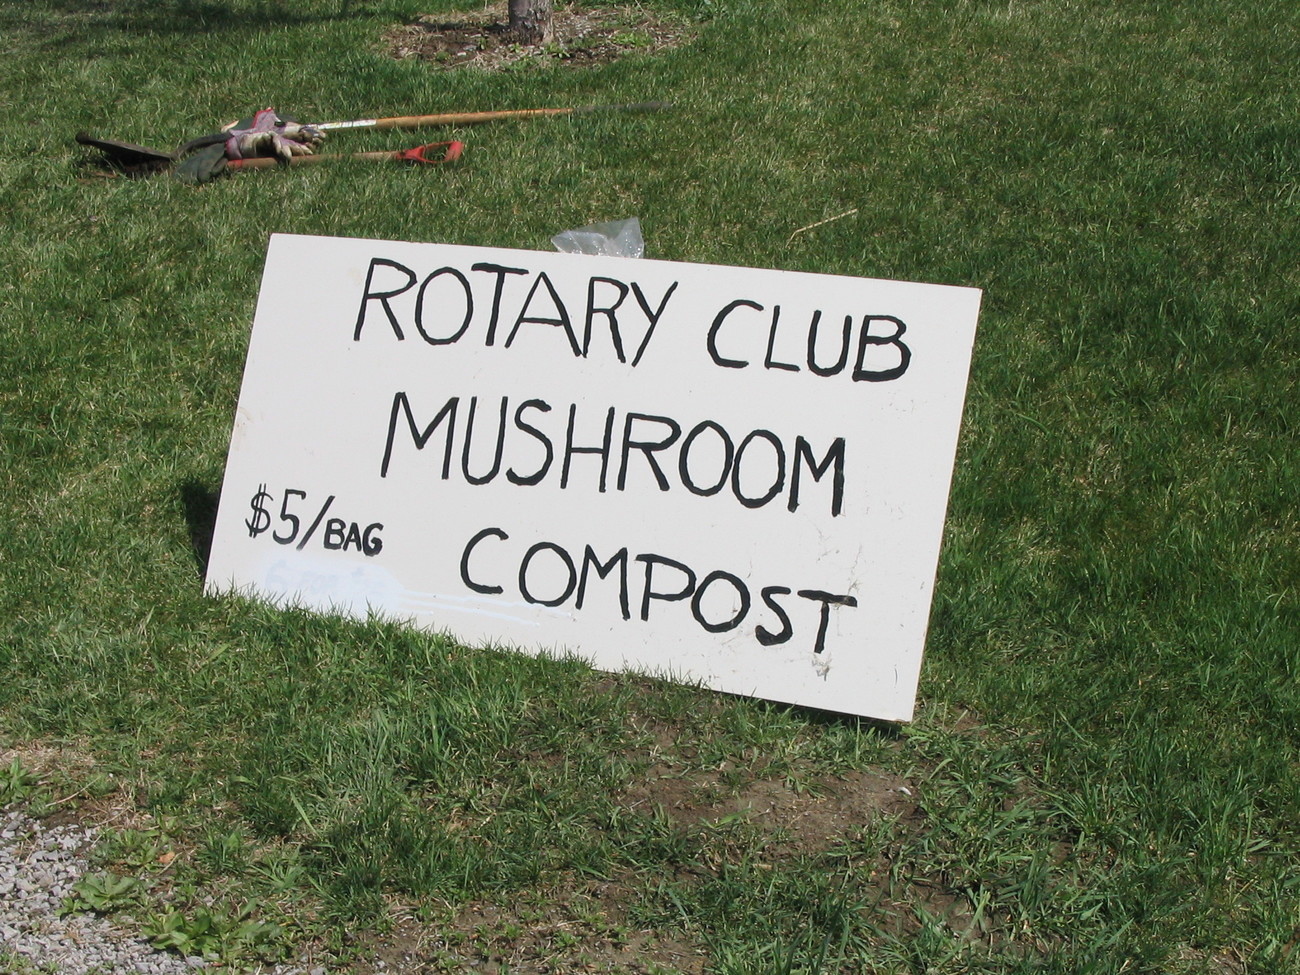 ROTARY CLUB
MUSHROOM
$5/BAG COMPOST